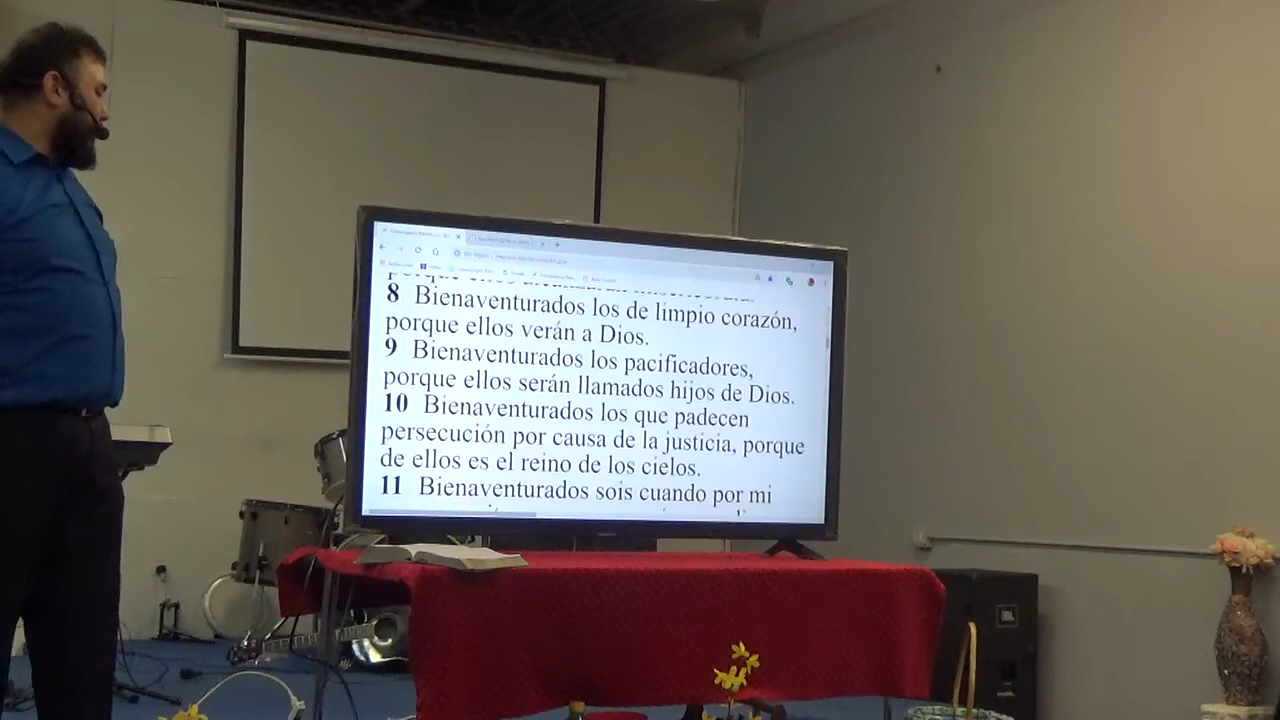 8 Bienaventurados los de limpio corazón,
porque ellos verán a Dios.
9 Bienaventurados los pacificadores,
porque ellos serán llamados hijos de Dios.
10 Bienaventurados los que padecen
persecución por causa de la justicia, porque
de ellos es el reino de los cielos.
11 Bienaventurados sois cuando por mi
JBL